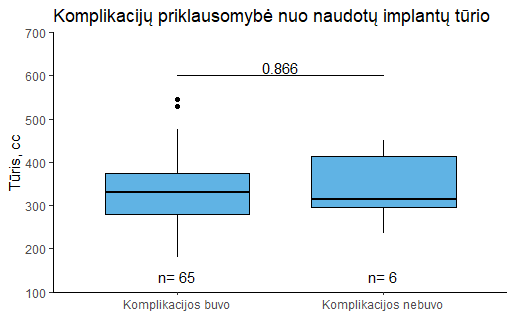 Komplikacijų priklausomybė nuo naudotų implantų tūrio
700
600
500
400
300
200
100
Tūris, cc
0.866
n= 65
n= 6
Komplikacijos buvo
Komplikacijos nebuvo